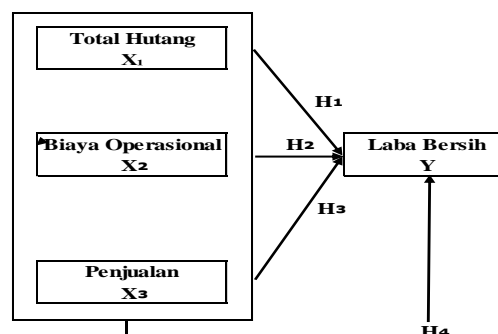 Total Hutang
X₁
H1
Biaya Operasional
X2
H2
Laba Bersih
Y
H3
Penjualan
X3
H4